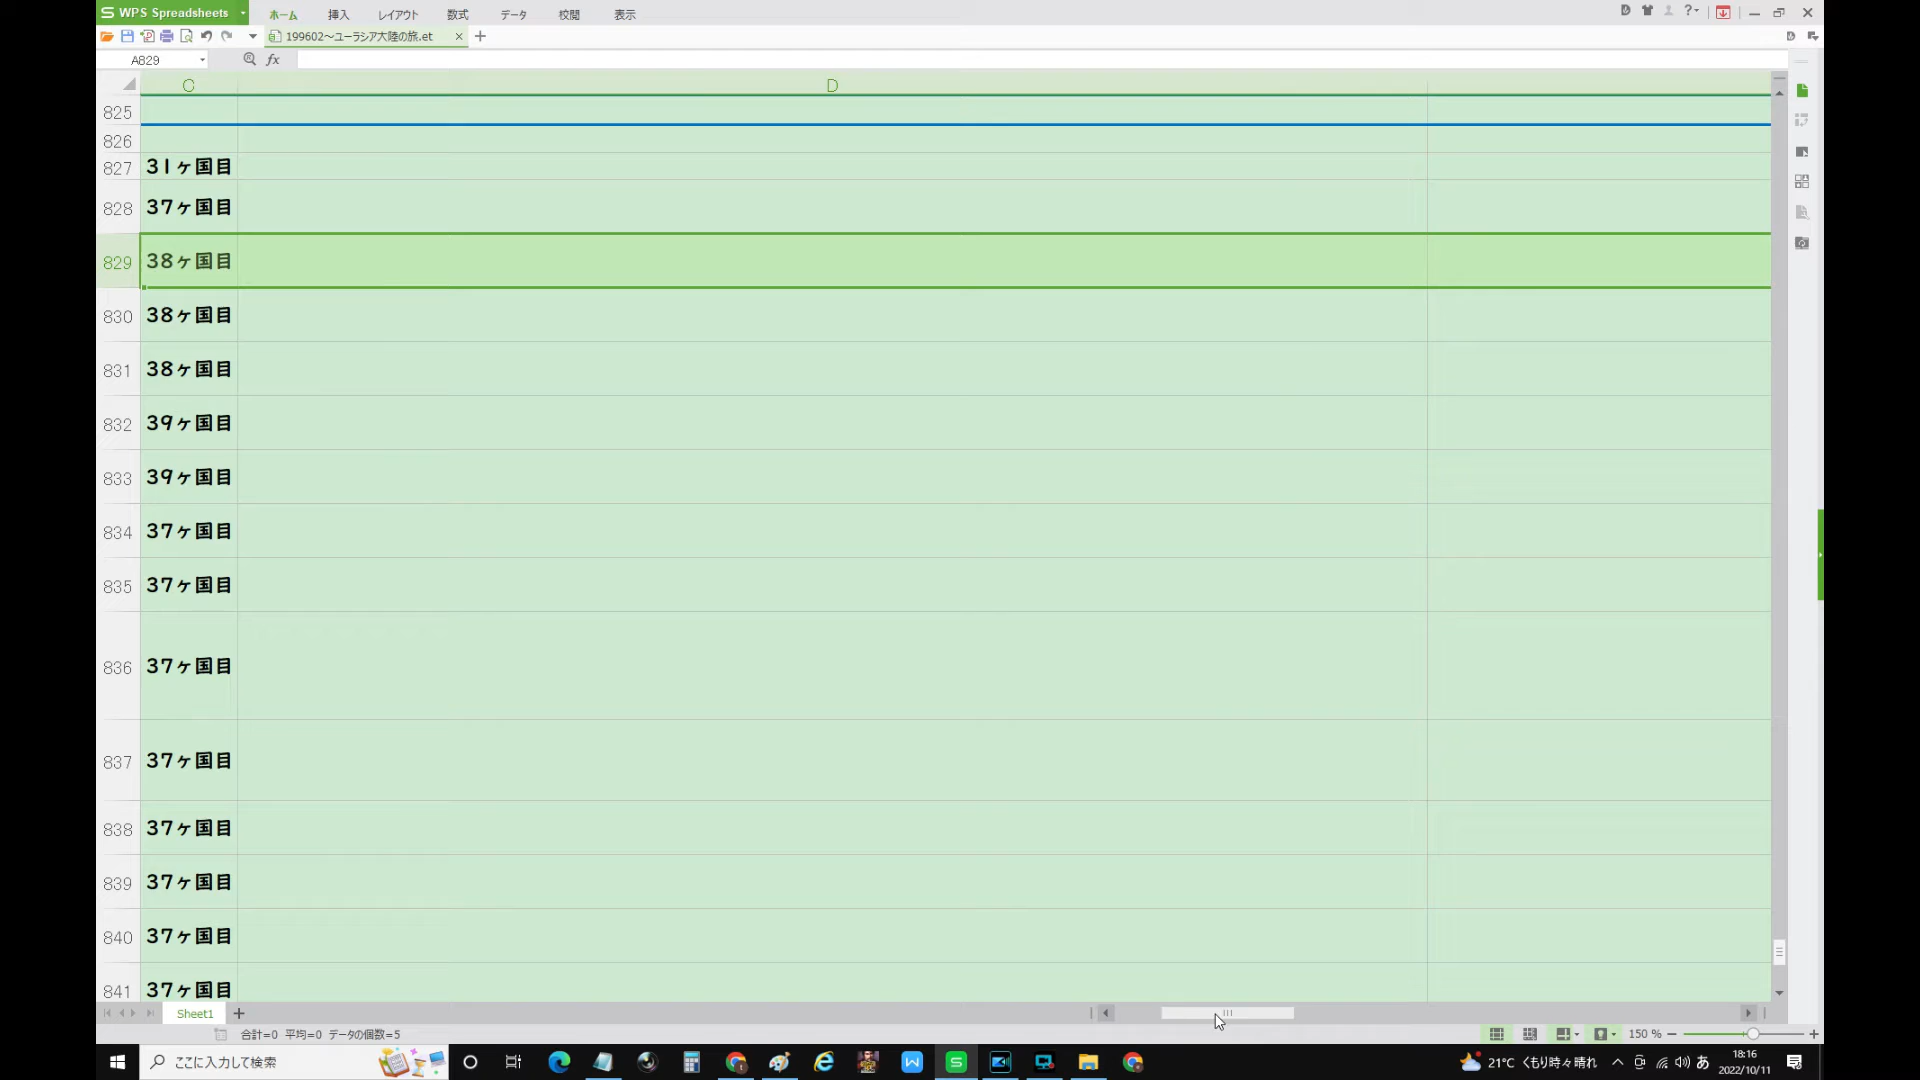 WPS Spreadsheets
ホーム
挿入
レイアウト
数式
データ
校閲
表示
199602～ユーラシア大陸の旅.et
A829
fx
C
D
825
826
827 31ヶ国目
828 37ヶ国目
829 38ヶ国目
830 38ヶ国目
831 38ヶ国目
832 39ヶ国目
833 39ヶ国目
834 37ヶ国目
835 37ヶ国目
836 37ヶ国目
837 37ヶ国目
838 37ヶ国目
839 37ヶ国目
840 37ヶ国目
841 37ヶ国目
Sheet1
合計=0 平均=0 データの個数=5
150 %
ここに入力して検索
21°C くもり時々晴れ
あ
18:16
2022/10/11